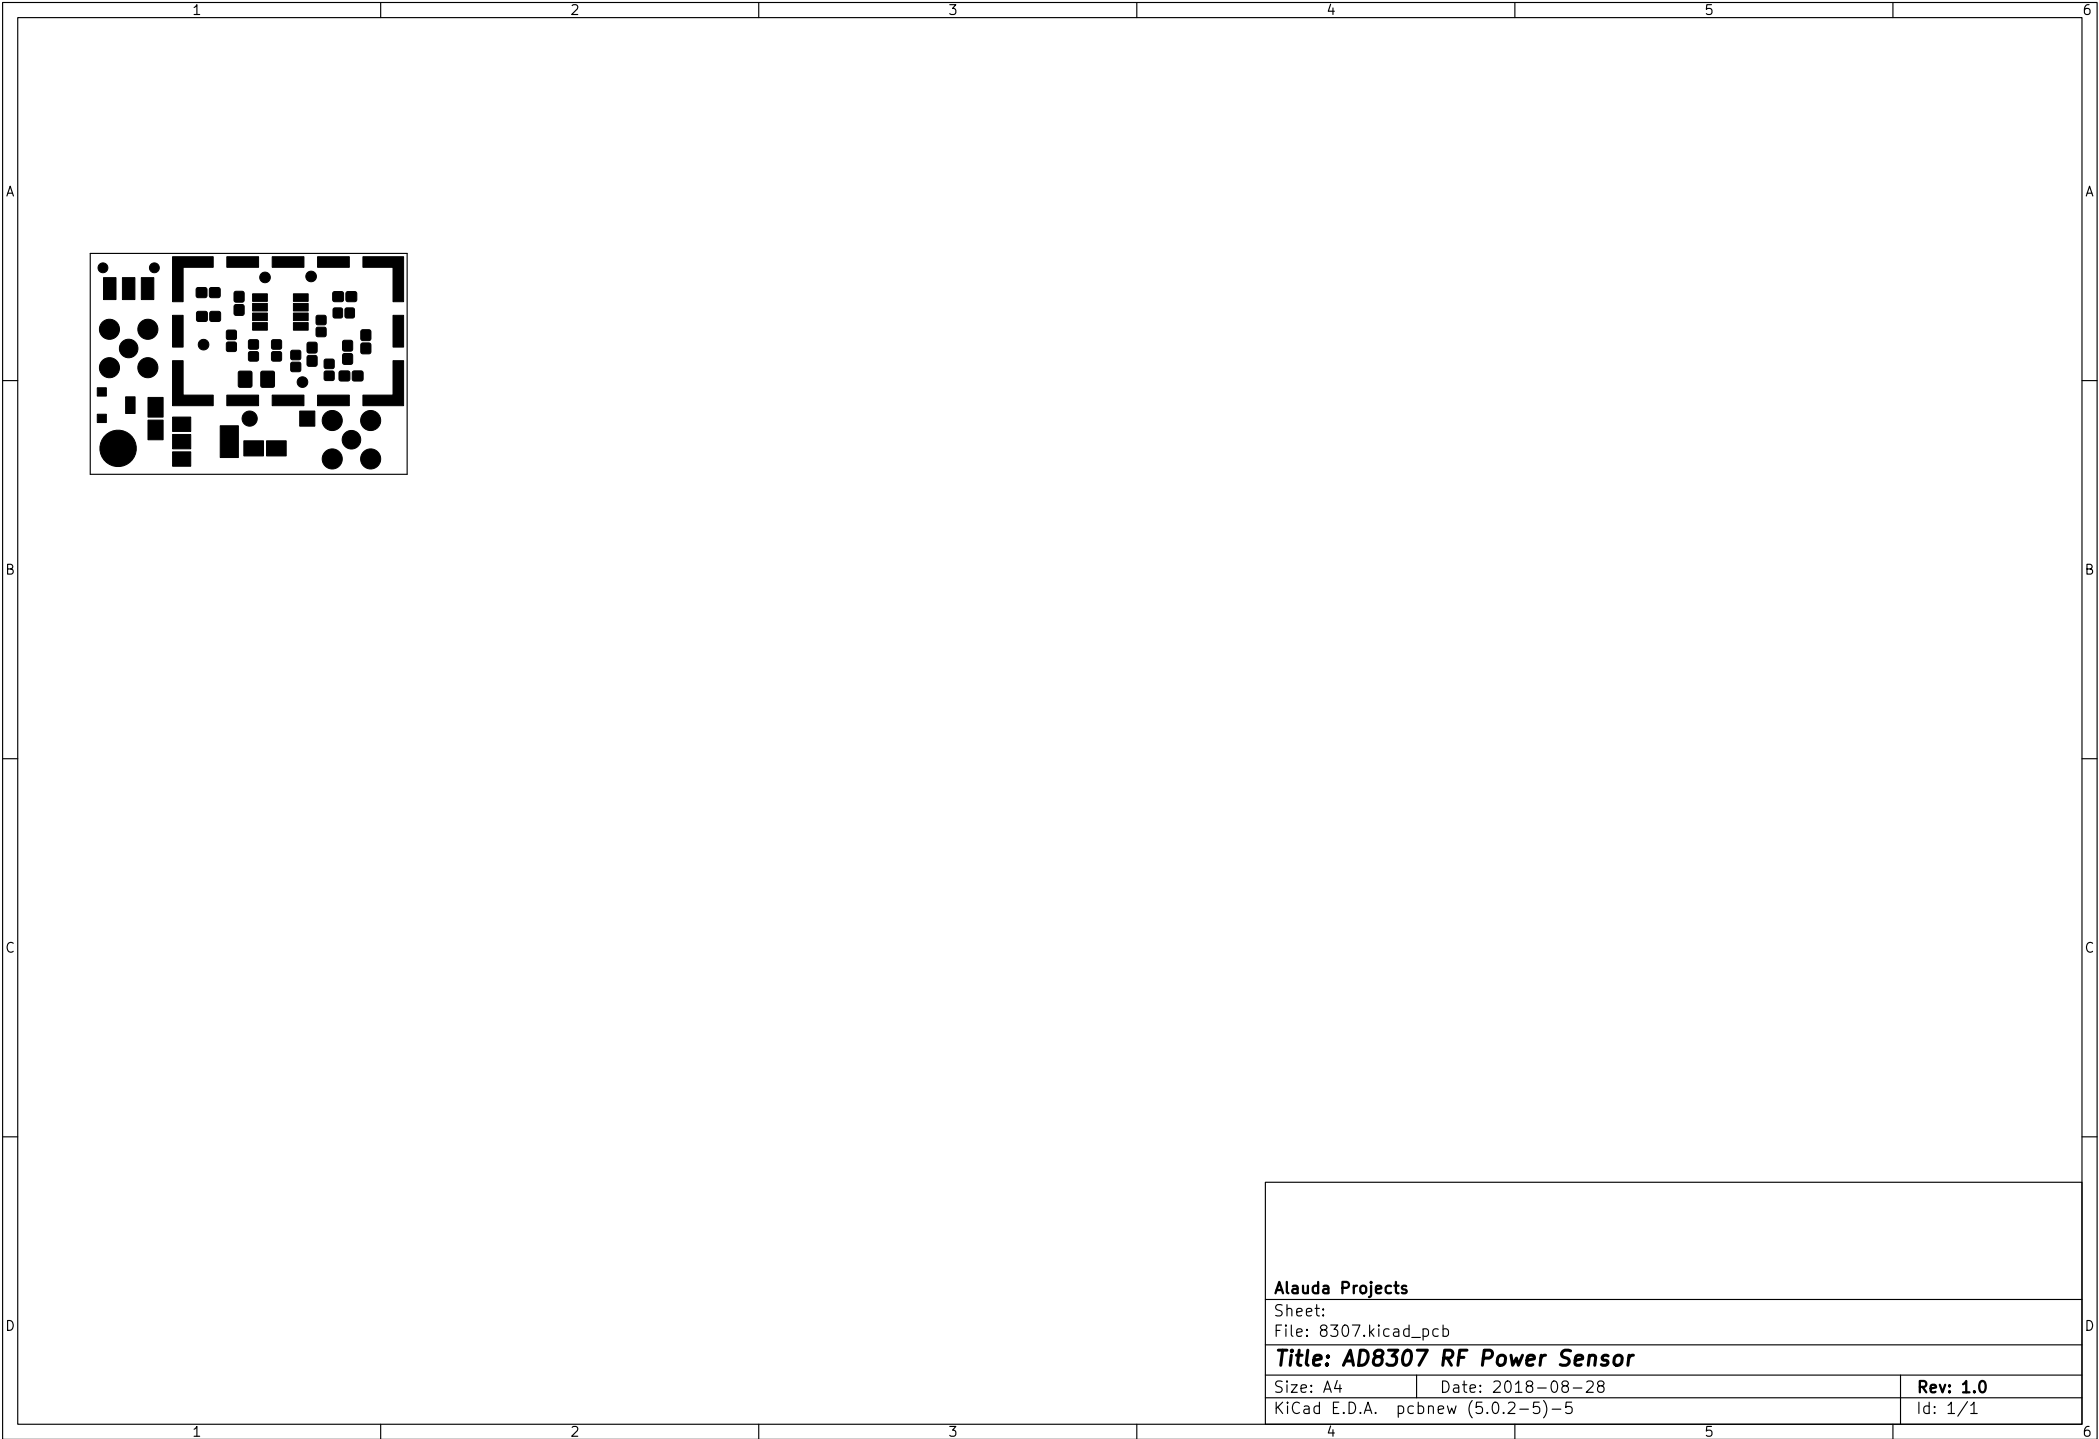 1 2 3 4 5 6
A A
B B
C C
D D
Alauda Projects
Sheet:
File: 8307.kicad_pcb
Title: AD8307 RF Power Sensor
Size: A4 Date: 2018-08-28 Rev: 1.0
KiCad E.D.A. pcbnew (5.0.2-5)-5 Id: 1/1
1 2 3 4 5 6